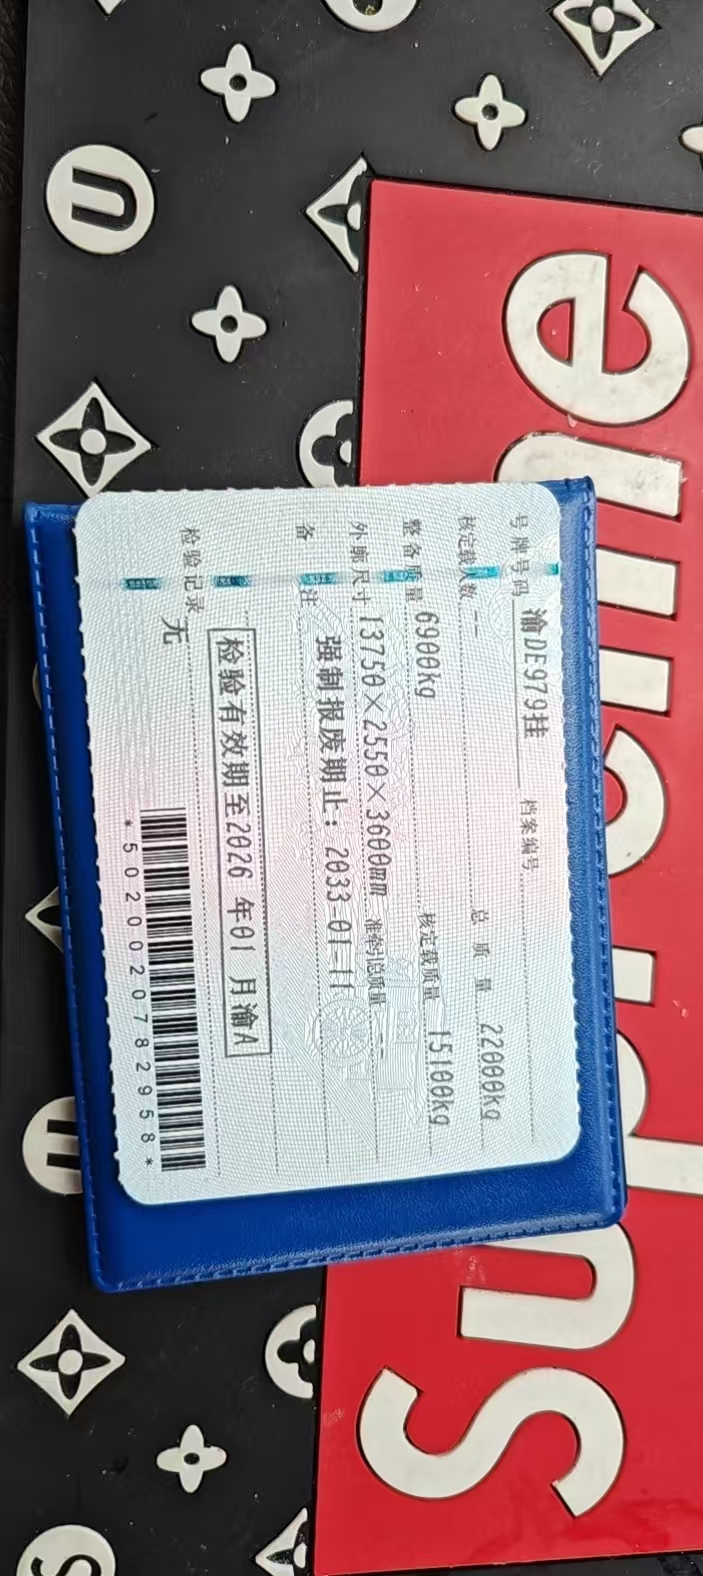 号牌号码 渝DE979挂 档案编号
核定载人数 -- 总质量 22000kg
整备质量 6900kg 核定载质量 15100kg
外廓尺寸 13750×2550×3600mm 准牵引总质量 --
备注 强制报废期止：2033-01-11
检验有效期至2026 年01 月渝A
检验记录 无
*5020020782958*
Supreme
U